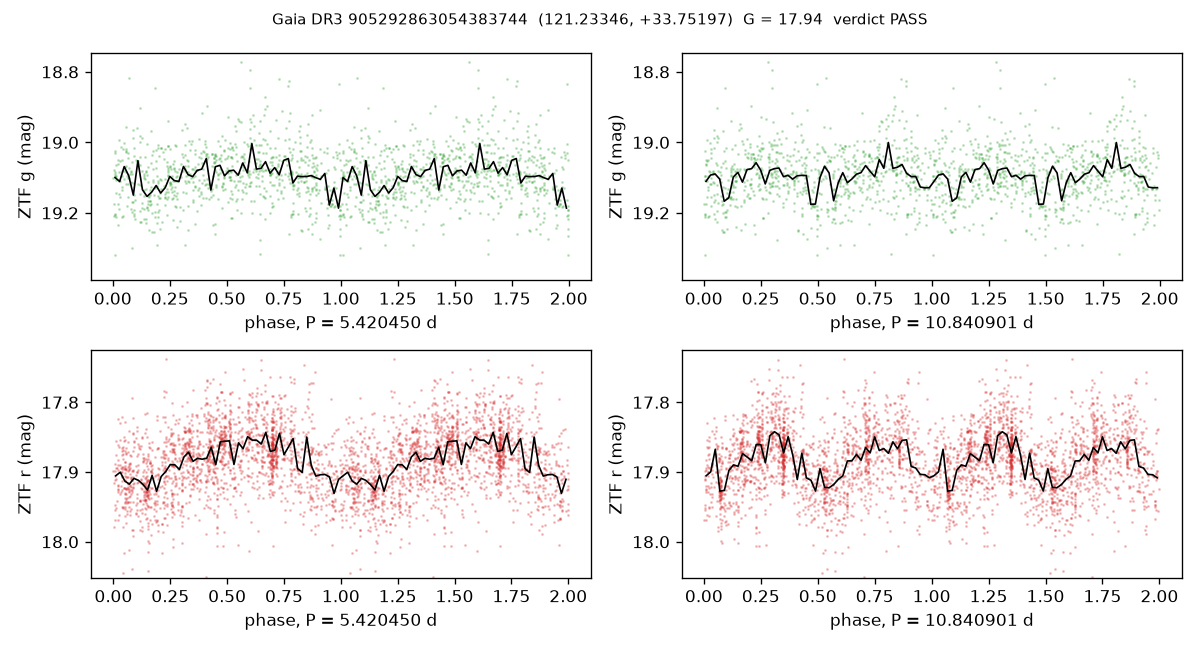 Gaia DR3 905292863054383744 (121.23346, +33.75197) G = 17.94 verdict PASS
ZTF g (mag)
18.8
19.0
19.2
0.00 0.25 0.50 0.75 1.00 1.25 1.50 1.75 2.00
phase, P = 5.420450 d
ZTF g (mag)
18.8
19.0
19.2
0.00 0.25 0.50 0.75 1.00 1.25 1.50 1.75 2.00
phase, P = 10.840901 d
ZTF r (mag)
17.8
17.9
18.0
0.00 0.25 0.50 0.75 1.00 1.25 1.50 1.75 2.00
phase, P = 5.420450 d
ZTF r (mag)
17.8
17.9
18.0
0.00 0.25 0.50 0.75 1.00 1.25 1.50 1.75 2.00
phase, P = 10.840901 d